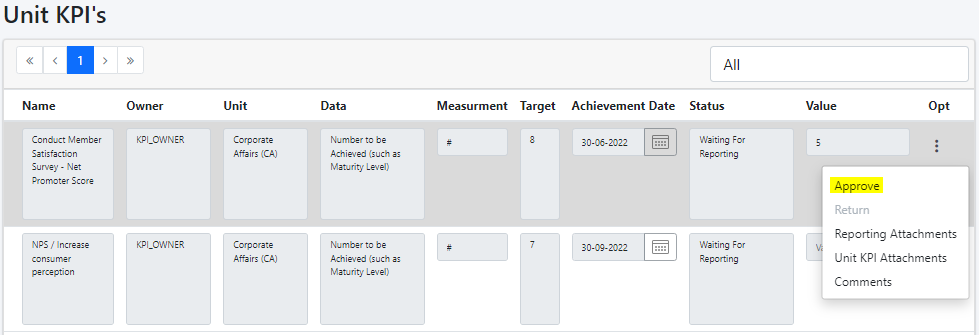 Unit KPI's
« ‹ 1 › »
All
Name Owner Unit Data Measurment Target Achievement Date Status Value Opt
Conduct Member
Satisfaction
Survey - Net
Promoter Score
KPI_OWNER
Corporate
Affairs (CA)
Number to be
Achieved (such as
Maturity Level)
#
8
30-06-2022
Waiting For
Reporting
5
Approve
Return
Reporting Attachments
Unit KPI Attachments
Comments
NPS / Increase
consumer
perception
KPI_OWNER
Corporate
Affairs (CA)
Number to be
Achieved (such as
Maturity Level)
#
7
30-09-2022
Waiting For
Reporting